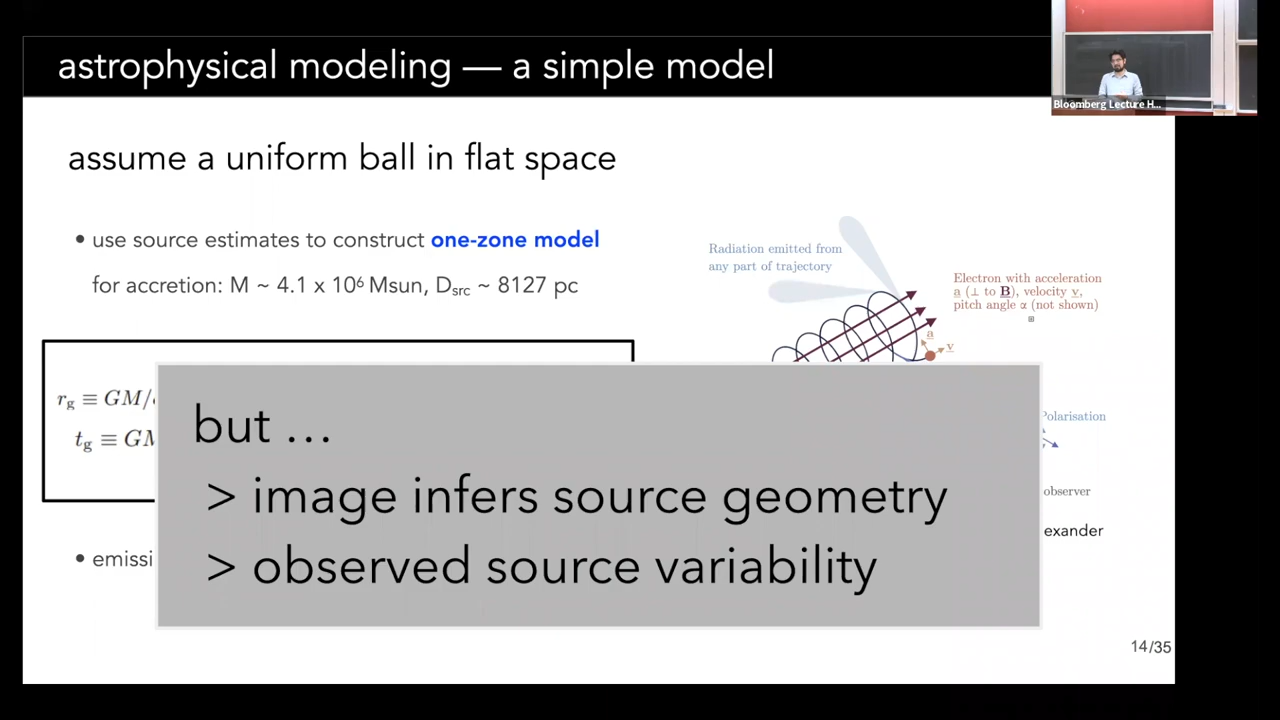 astrophysical modeling — a simple model
Bloomberg Lecture H...
assume a uniform ball in flat space
• use source estimates to construct one-zone model
for accretion: M ~ 4.1 x 10⁶ Msun, Dsrc ~ 8127 pc
Radiation emitted from
any part of trajectory
Electron with acceleration
a (⊥ to B), velocity v,
pitch angle α (not shown)
a
v
rg ≡ GM/
tg ≡ GM
Polarisation
observer
exander
• emissi
but …
> image infers source geometry
> observed source variability
14/35